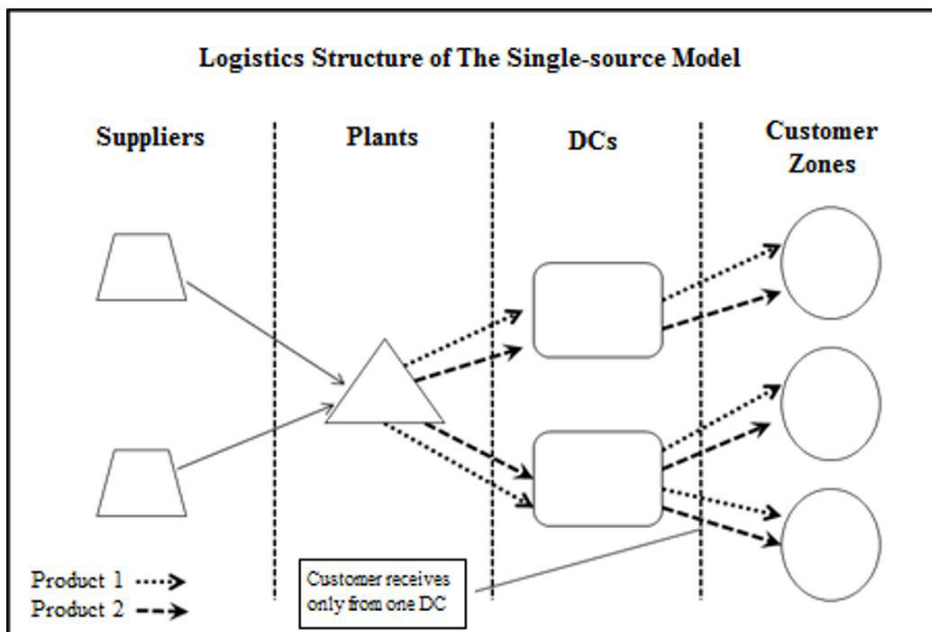 Logistics Structure of The Single-source Model
Suppliers
Plants
DCs
Customer
Zones
Product 1
Product 2
Customer receives
only from one DC